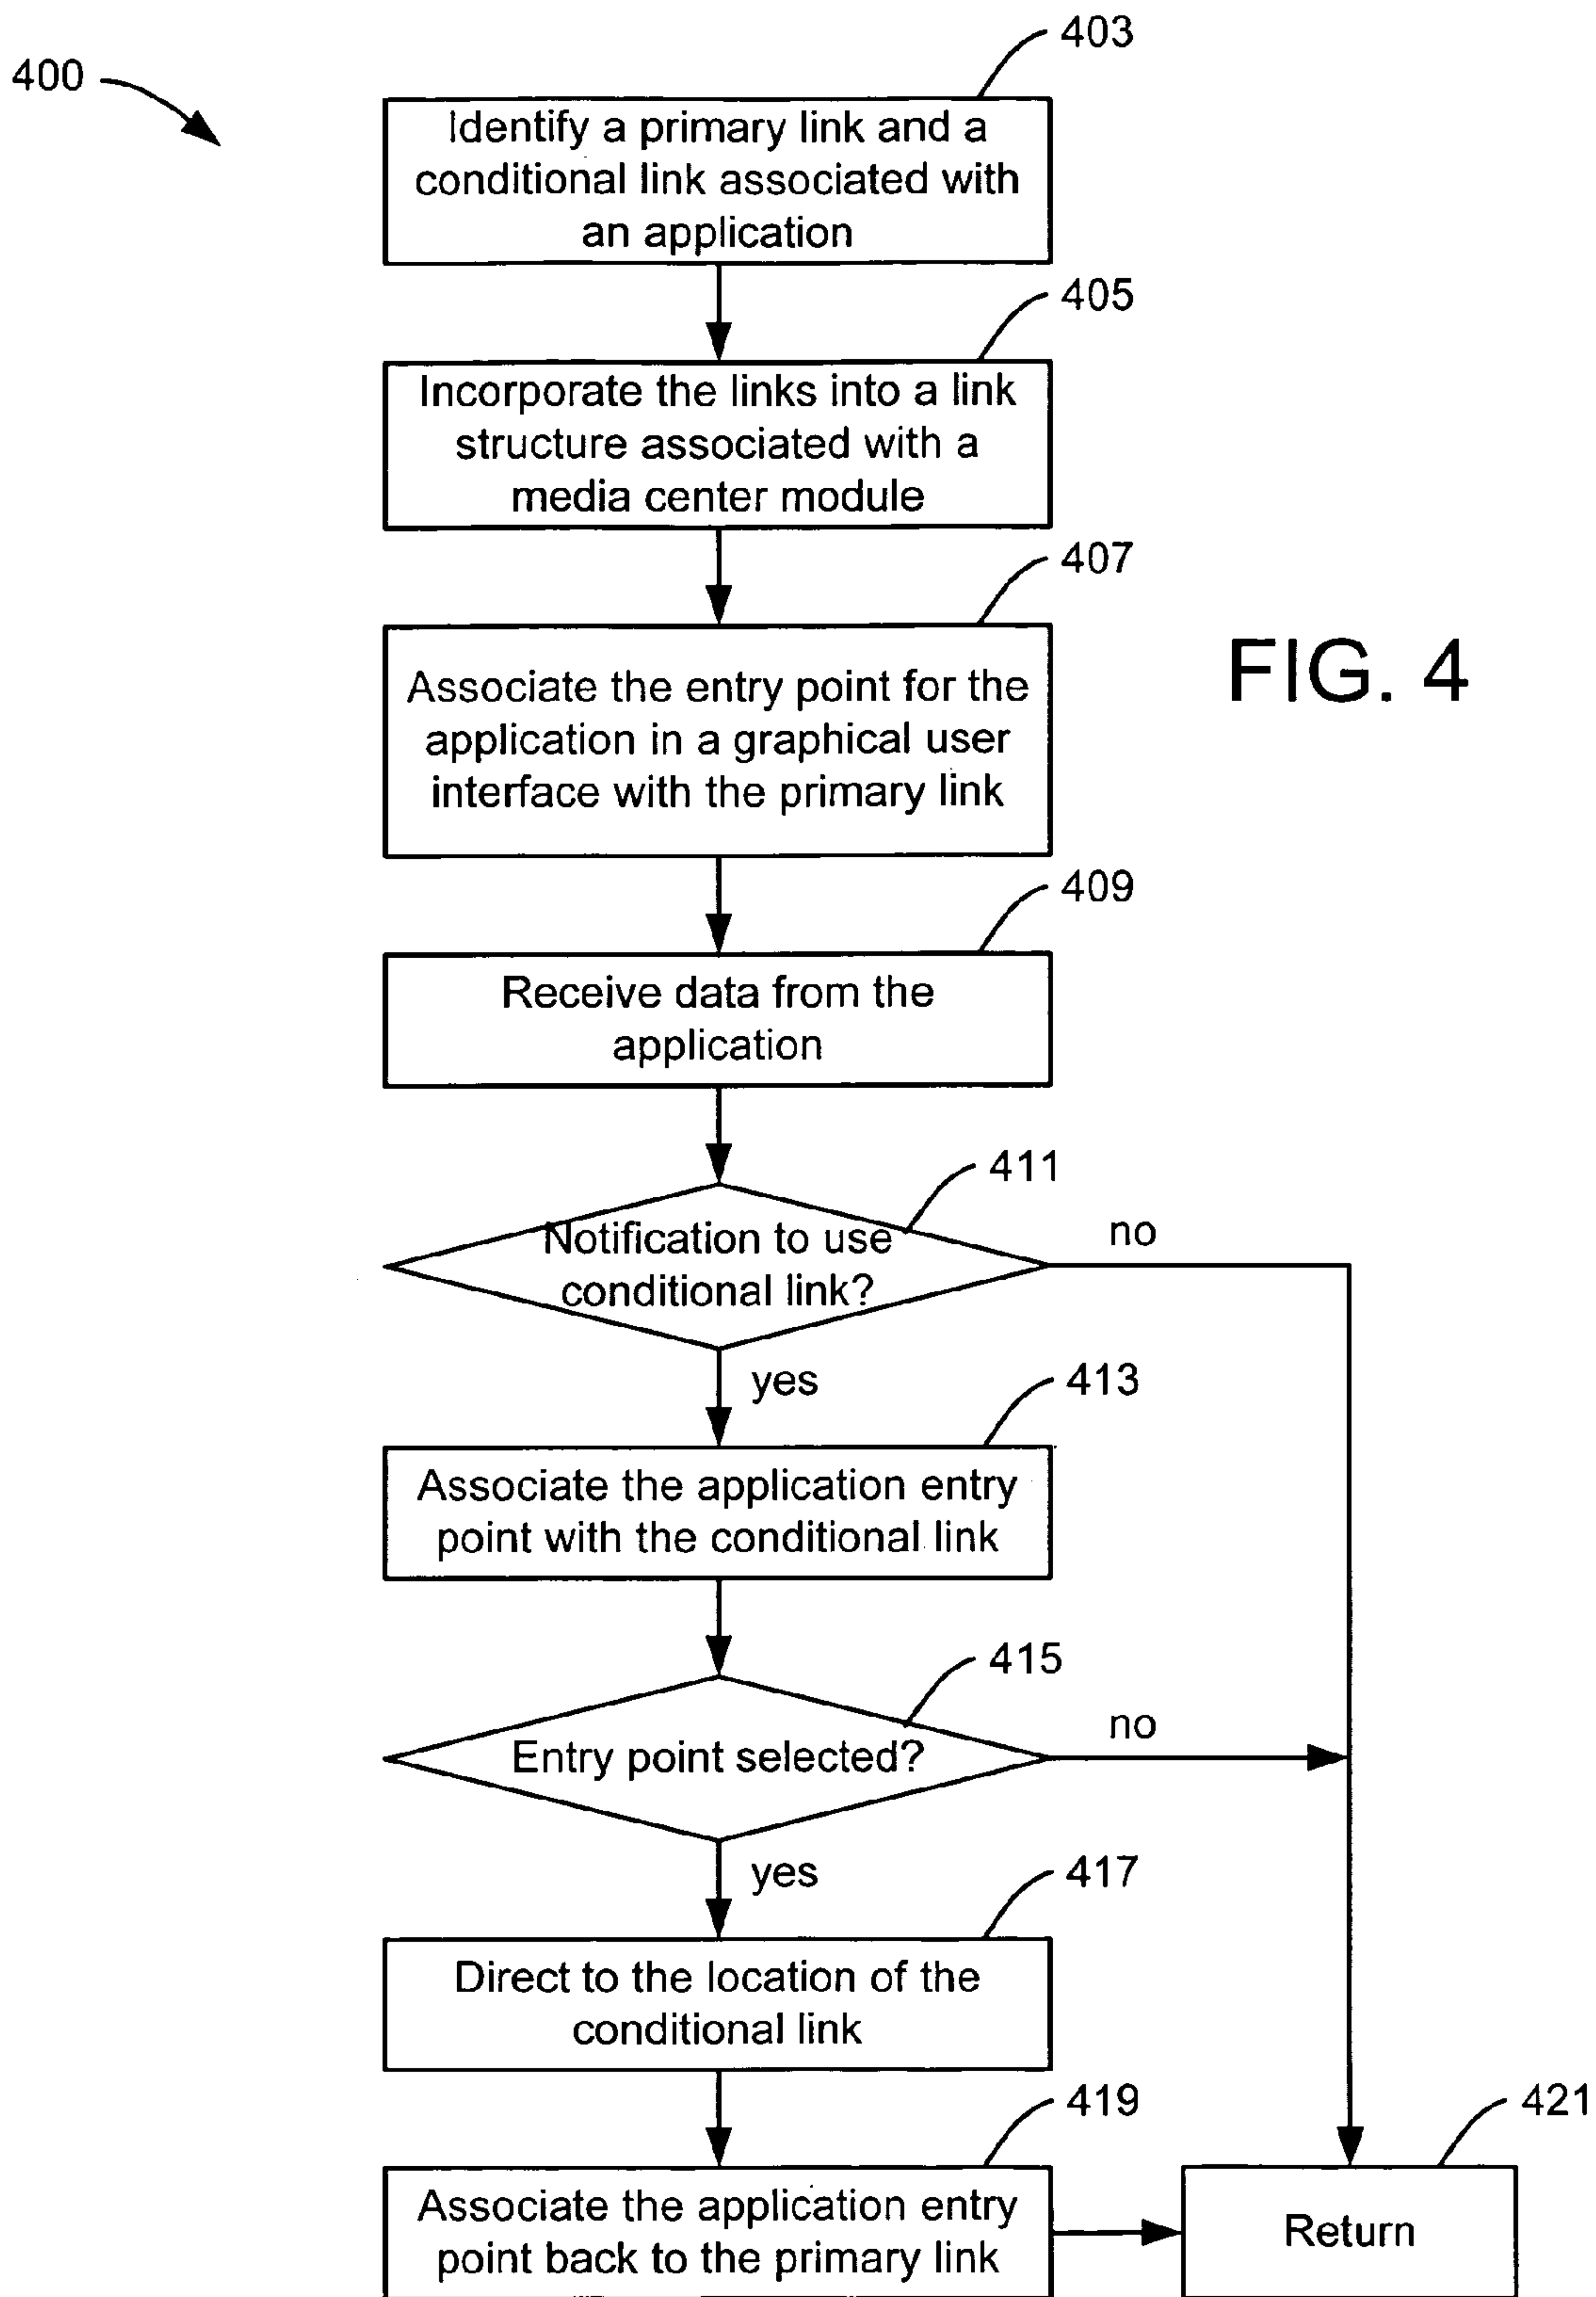 400
403
Identify a primary link and a
conditional link associated with
an application
405
Incorporate the links into a link
structure associated with a
media center module
407
Associate the entry point for the
application in a graphical user
interface with the primary link
FIG. 4
409
Receive data from the
application
411
Notification to use
conditional link?
no
yes
413
Associate the application entry
point with the conditional link
415
Entry point selected?
no
yes
417
Direct to the location of the
conditional link
419
Associate the application entry
point back to the primary link
421
Return